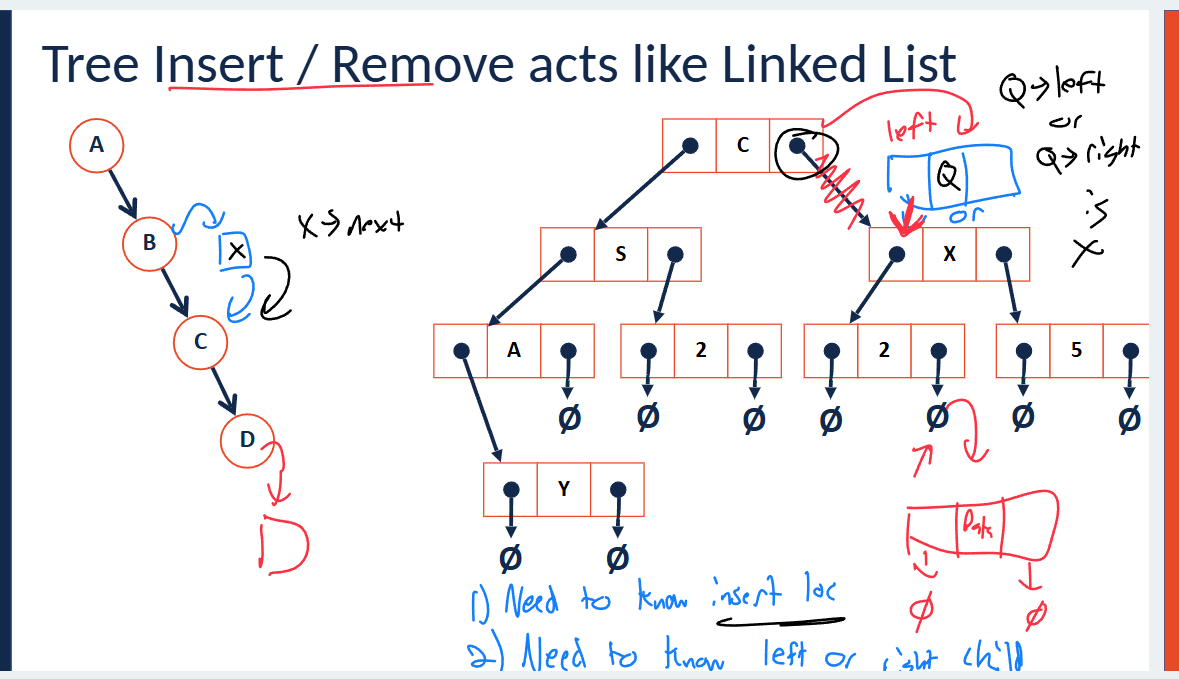 Tree Insert / Remove acts like Linked List
Q→left
or
Q→right
is
X
A
B
X
X→next
C
D
D
C
left
Q
or
S
X
A
2
2
5
Ø
Ø
Ø
Ø
Ø
Ø
Ø
Y
Ø
Ø
Data
Ø
Ø
1) Need to know insert loc
2) Need to know left or right child